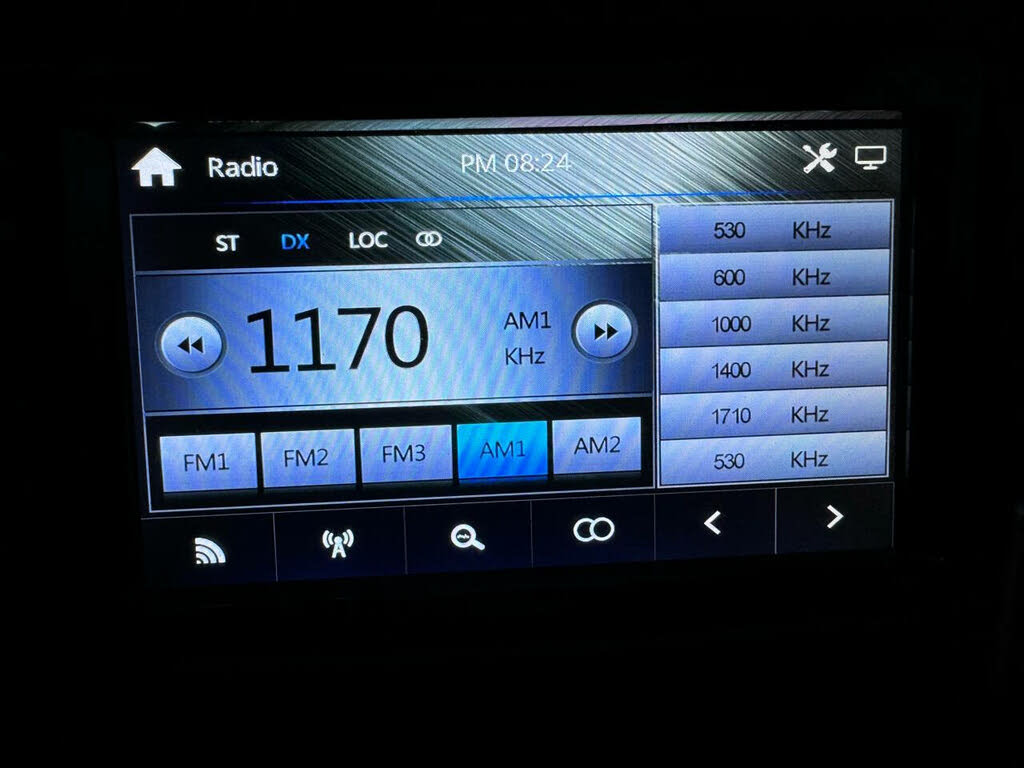 Radio PM 08:24
ST DX LOC
1170 AM1
KHz
FM1 FM2 FM3 AM1 AM2
530 KHz
600 KHz
1000 KHz
1400 KHz
1710 KHz
530 KHz